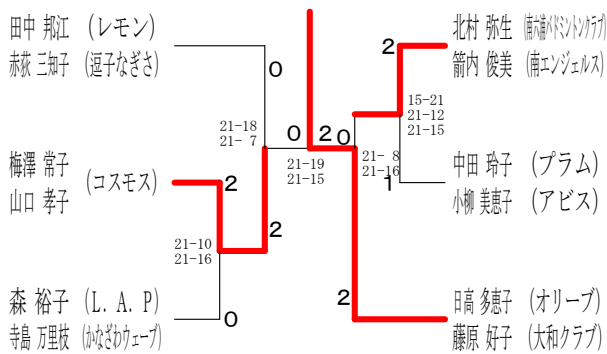 田中 邦江 (レモン)
赤荻 三知子 (逗子なぎさ)
0
21-18
21- 7
梅澤 常子
山口 孝子
(コスモス)
2
2
21-10
21-16
森 裕子 (L.A.P)
寺島 万里枝 (かなざわウェーブ)
0
0
2
21-19
21-15
北村 弥生 (南六浦バドミントンクラブ)
箭内 俊美 (南エンジェルス)
2
15-21
21-12
21-15
0
21- 8
21-16
中田 玲子 (プラム)
小柳 美恵子 (アビス)
1
日高 多恵子 (オリーブ)
藤原 好子 (大和クラブ)
2